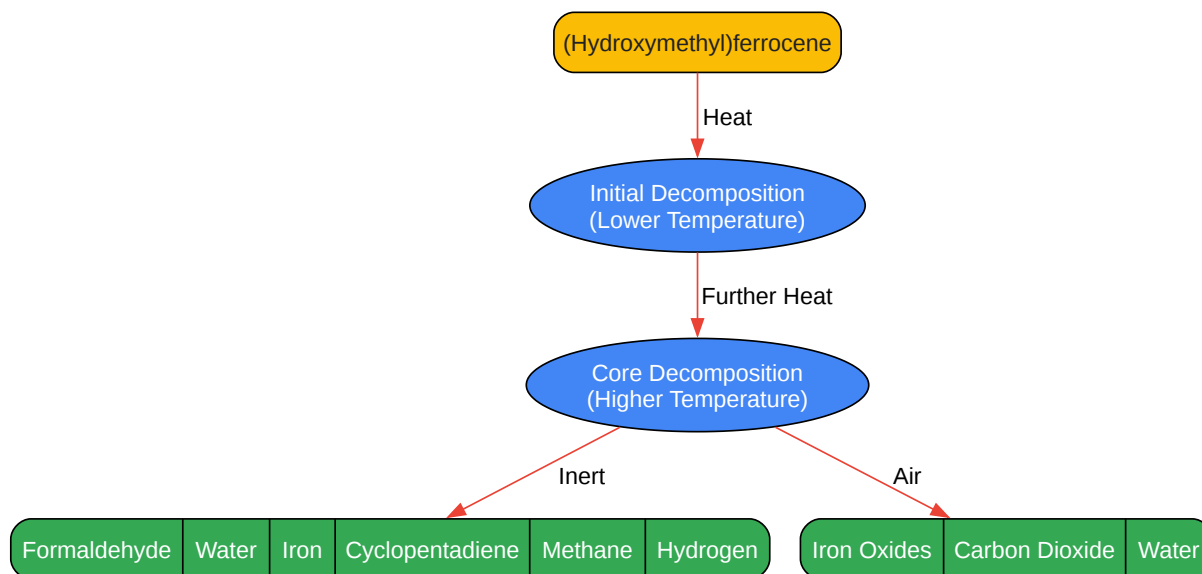 (Hydroxymethyl)ferrocene
Heat
Initial Decomposition
(Lower Temperature)
Further Heat
Core Decomposition
(Higher Temperature)
Inert
Air
Formaldehyde
Water
Iron
Cyclopentadiene
Methane
Hydrogen
Iron Oxides
Carbon Dioxide
Water